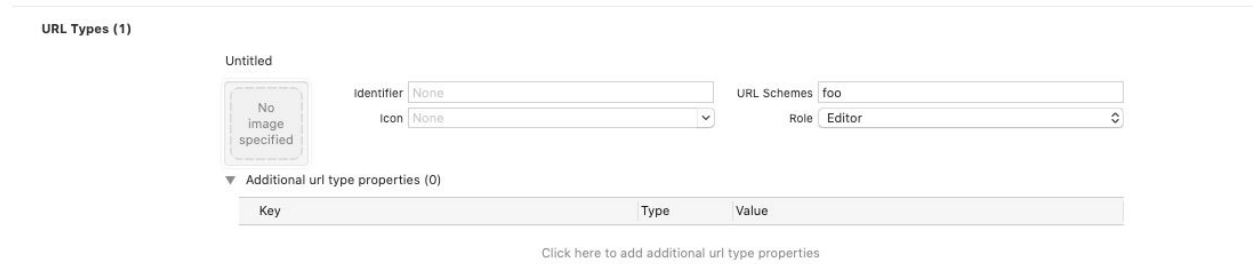 URL Types (1)
Untitled
No
image
specified
Identifier None
URL Schemes foo
Icon None
Role Editor
Additional url type properties (0)
Key Type Value
Click here to add additional url type properties